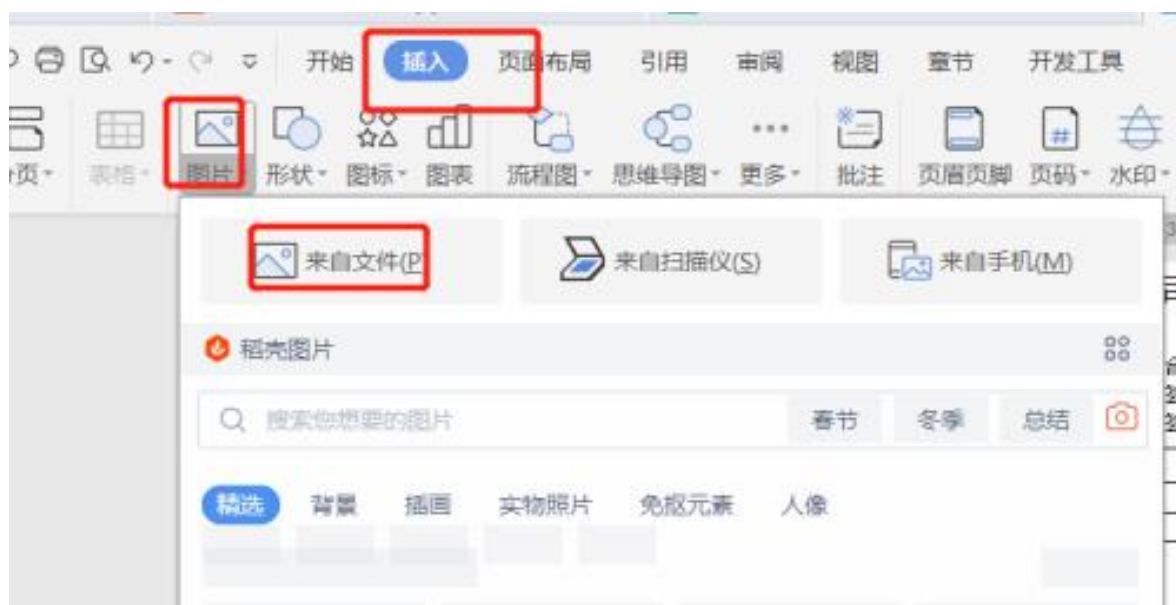 开始 插入 页面布局 引用 审阅 视图 章节 开发工具
页 表格 图片 形状 图标 图表 流程图 思维导图 更多 批注 页眉页脚 页码 水印
来自文件(P 来自扫描仪(S) 来自手机(M)
稻壳图片
搜索您想要的图片 春节 冬季 总结
精选 背景 插画 实物照片 免抠元素 人像